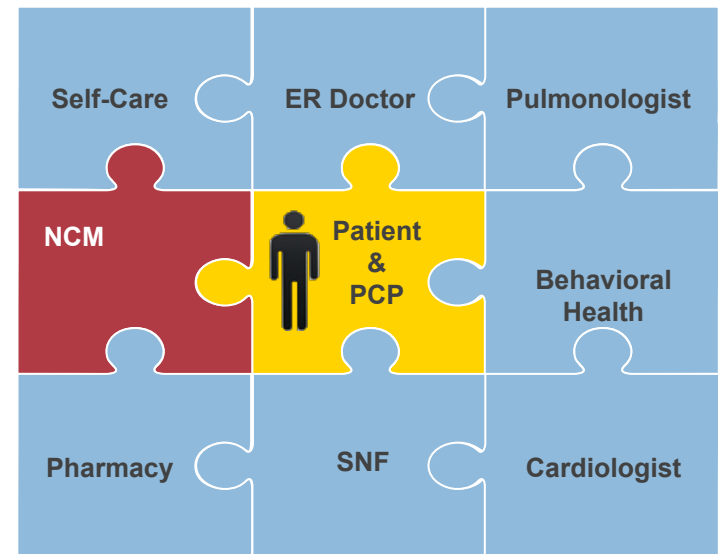 Self-Care
ER Doctor
Pulmonologist
NCM
Patient
&
PCP
Behavioral
Health
Pharmacy
SNF
Cardiologist